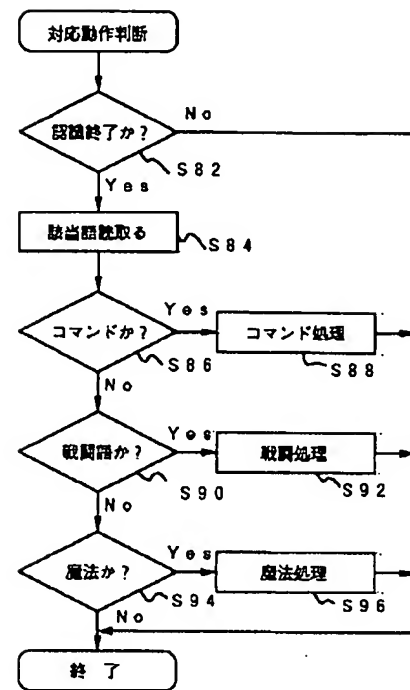 対応動作判断
認識終了か?
No
S82
Yes
該当語読取る
S84
コマンドか?
Yes
コマンド処理
S86
S88
No
戦闘語か?
Yes
戦闘処理
S90
S92
No
魔法か?
Yes
魔法処理
S94
S96
No
終了